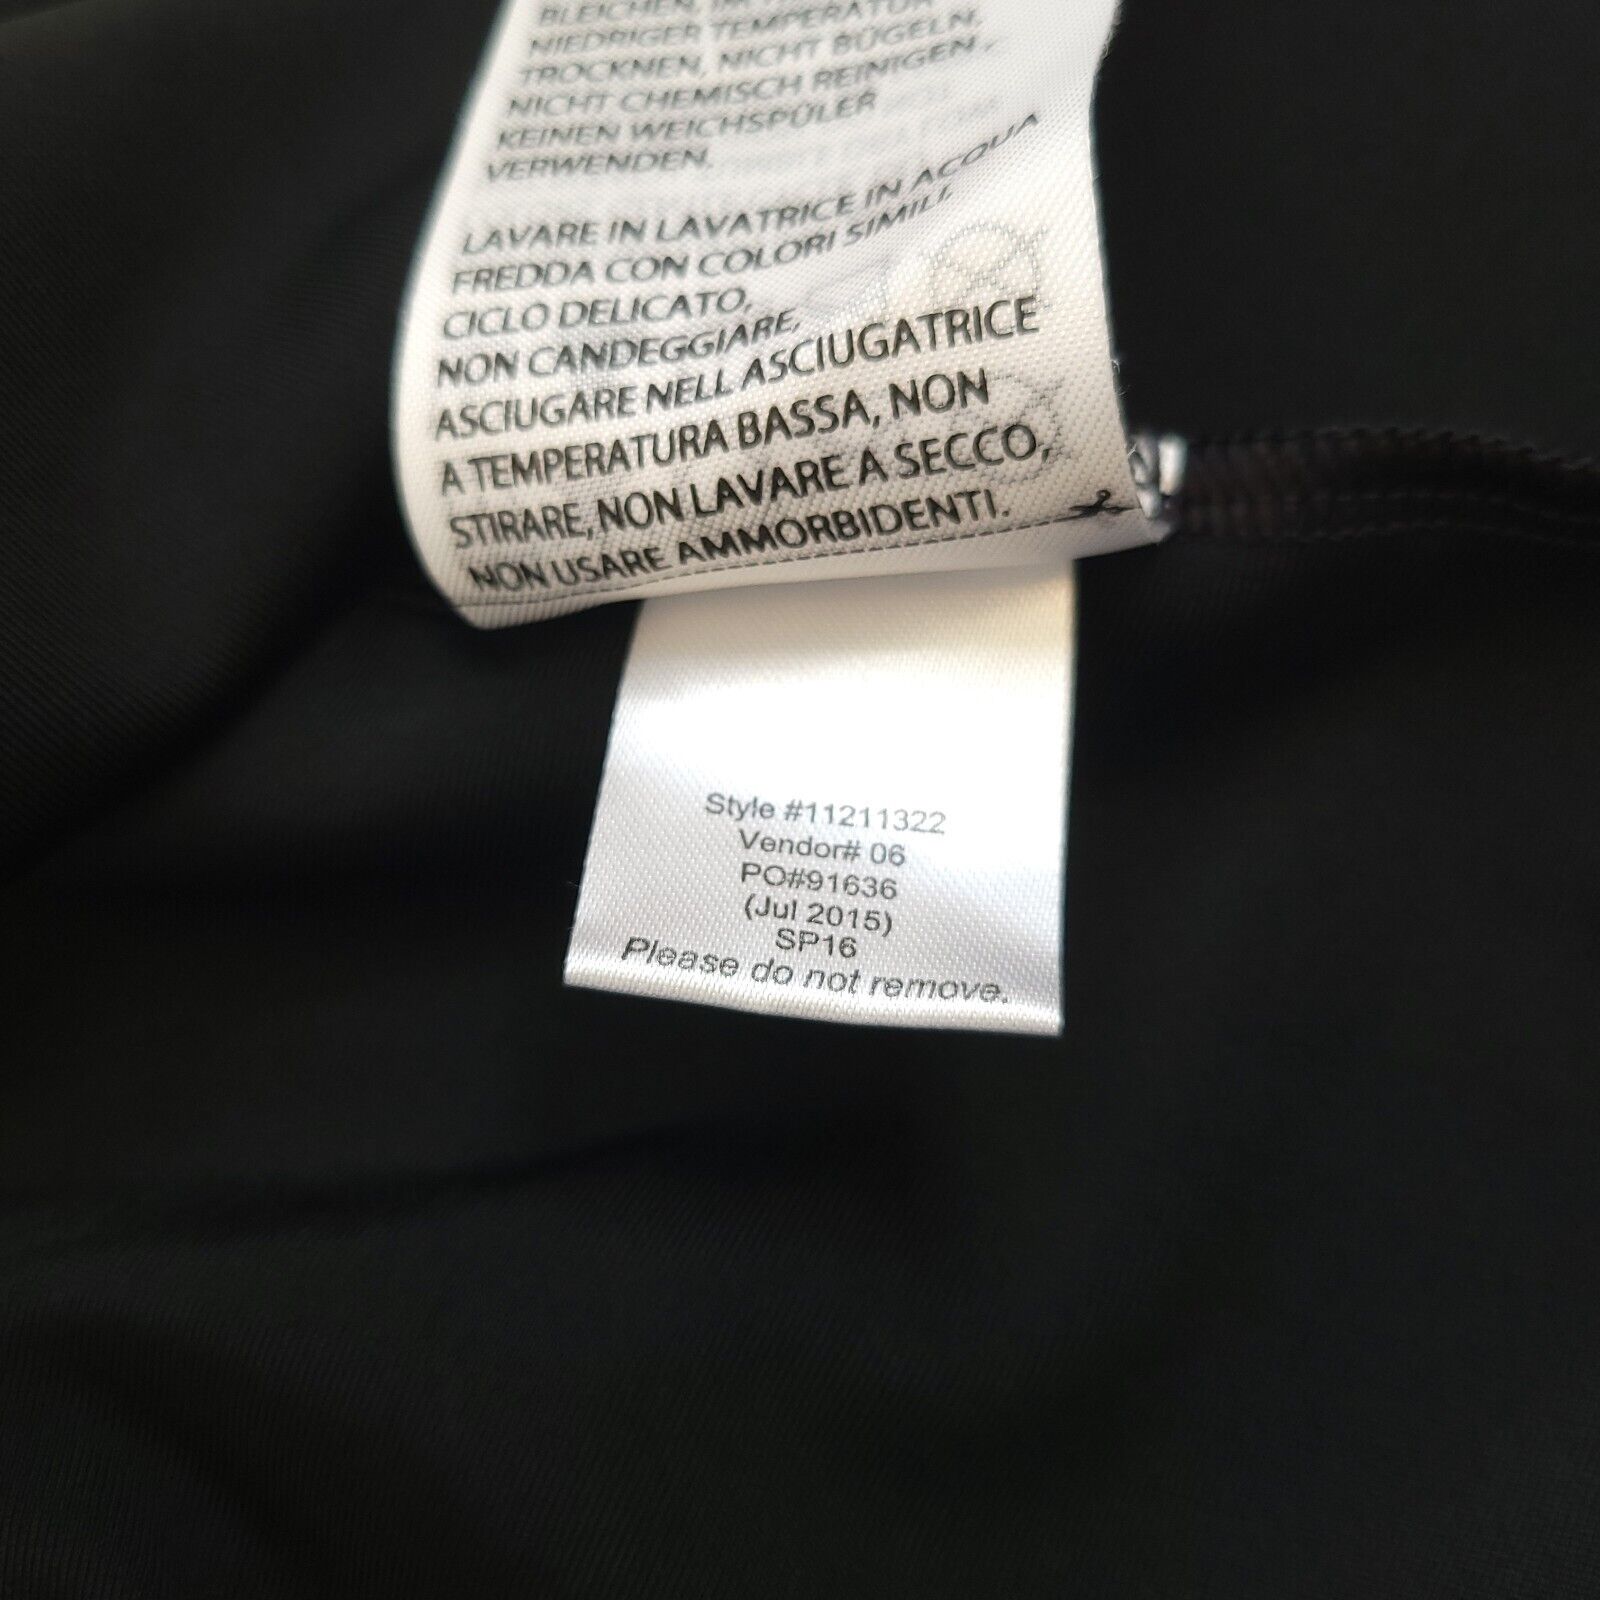 BLEICHEN, IM
NIEDRIGER TEMPERATUR
TROCKNEN, NICHT BÜGELN,
NICHT CHEMISCH REINIGEN,
KEINEN WEICHSPÜLER
VERWENDEN.
LAVARE IN LAVATRICE IN ACQUA
FREDDA CON COLORI SIMILI,
CICLO DELICATO,
NON CANDEGGIARE,
ASCIUGARE NELL ASCIUGATRICE
A TEMPERATURA BASSA, NON
STIRARE, NON LAVARE A SECCO,
NON USARE AMMORBIDENTI.
Style #11211322
Vendor# 06
PO#91636
(Jul 2015)
SP16
Please do not remove.